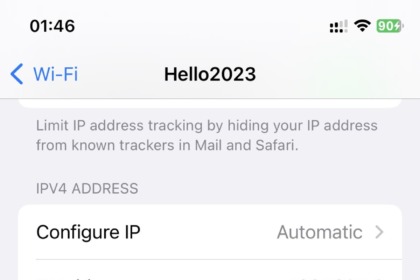 01:46
90
Wi-Fi
Hello2023
Limit IP address tracking by hiding your IP address
from known trackers in Mail and Safari.
IPV4 ADDRESS
Configure IP
Automatic